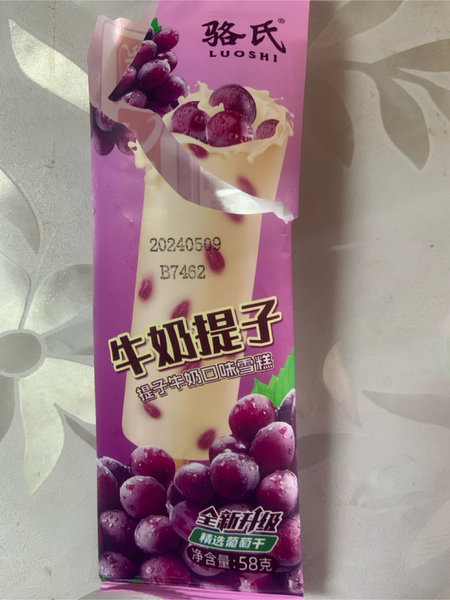 骆氏®
LUOSHI
20240509
B7462
牛奶提子
提子牛奶口味雪糕
全新升级
精选葡萄干
净含量:58克